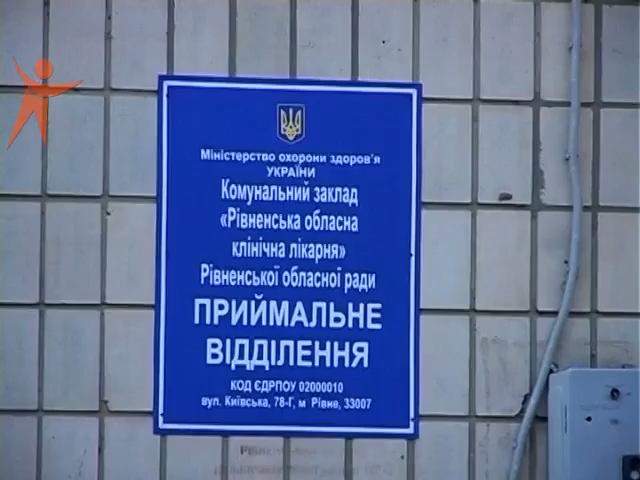 Міністерство охорони здоров'я
УКРАЇНИ
Комунальний заклад
«Рівненська обласна
клінічна лікарня»
Рівненської обласної ради
ПРИЙМАЛЬНЕ
ВІДДІЛЕННЯ
КОД ЄДРПОУ 02000010
вул. Київська, 78-Г, м Рівне, 33007